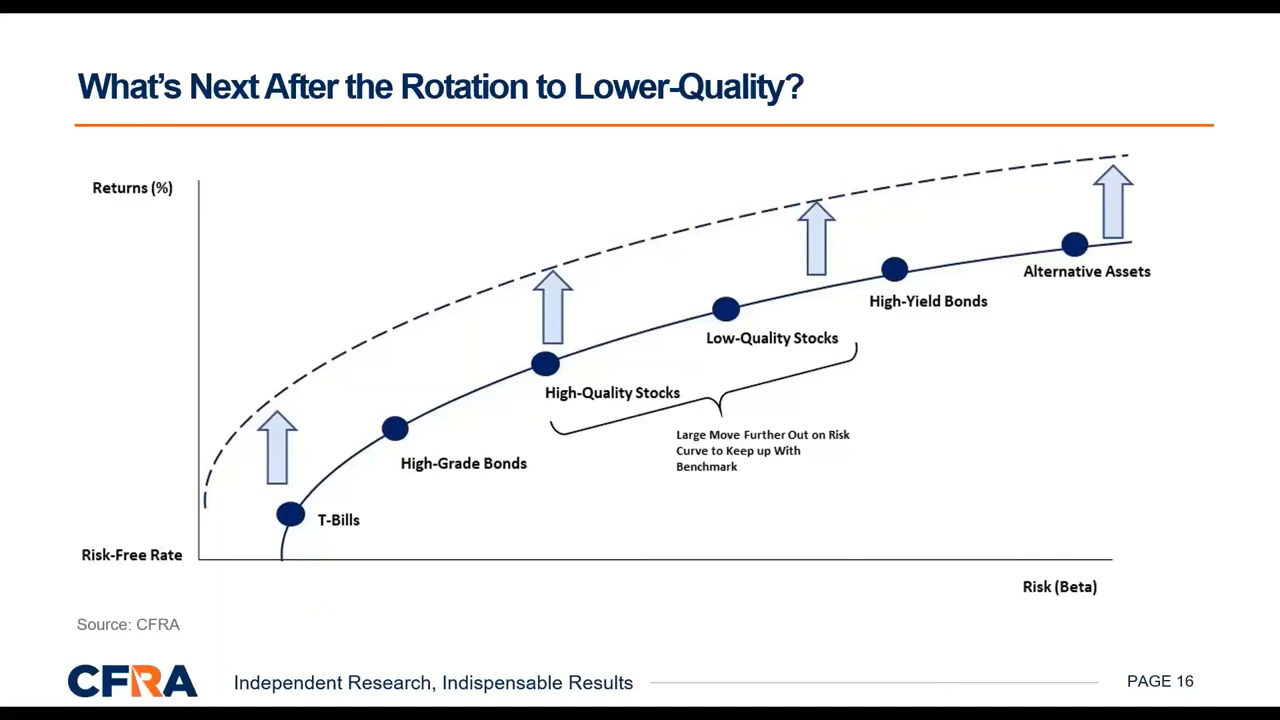 What's Next After the Rotation to Lower-Quality?
Returns (%)
Alternative Assets
High-Yield Bonds
Low-Quality Stocks
High-Quality Stocks
Large Move Further Out on Risk
Curve to Keep up With
Benchmark
High-Grade Bonds
T-Bills
Risk-Free Rate
Risk (Beta)
Source: CFRA
CFRA
Independent Research, Indispensable Results
PAGE 16